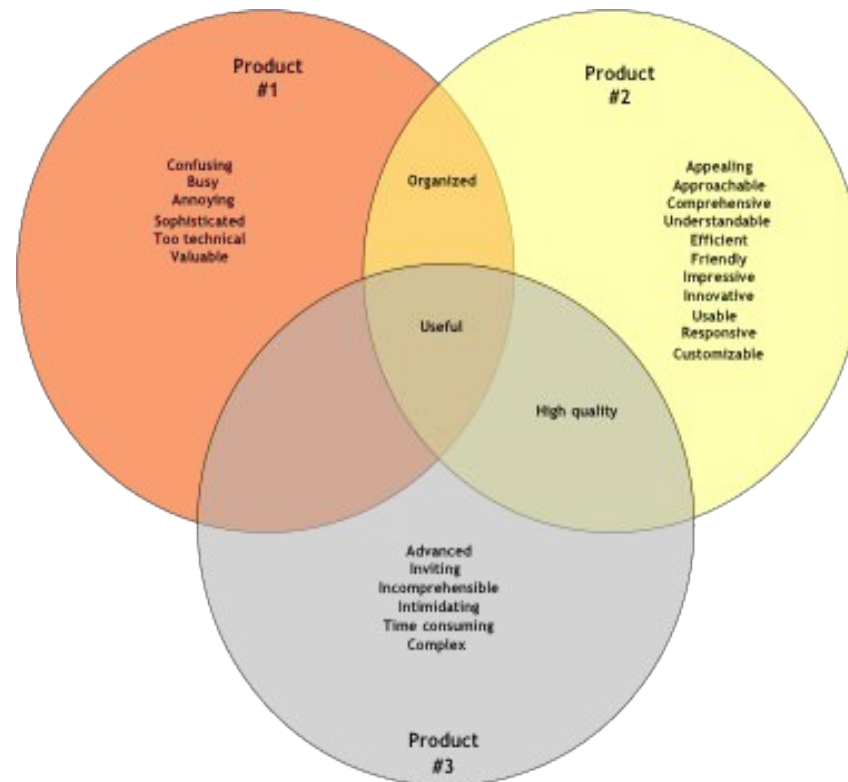 Product
#1
Product
#2
Confusing
Busy
Annoying
Sophisticated
Too technical
Valuable
Organized
Appealing
Approachable
Comprehensive
Understandable
Efficient
Friendly
Impressive
Innovative
Usable
Responsive
Customizable
Useful
High quality
Advanced
Inviting
Incomprehensible
Intimidating
Time consuming
Complex
Product
#3